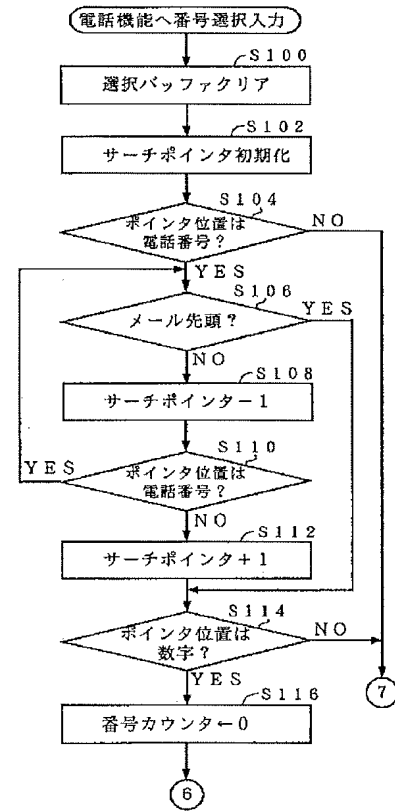 電話機能へ番号選択入力
S100
選択バッファクリア
S102
サーチポインタ初期化
S104
ポインタ位置は
電話番号?
NO
YES
S106
メール先頭?
YES
NO
S108
サーチポインター1
S110
YES
ポインタ位置は
電話番号?
NO
S112
サーチポインタ+1
S114
ポインタ位置は
数字?
NO
YES
S116
⑦
番号カウンタ←0
⑥